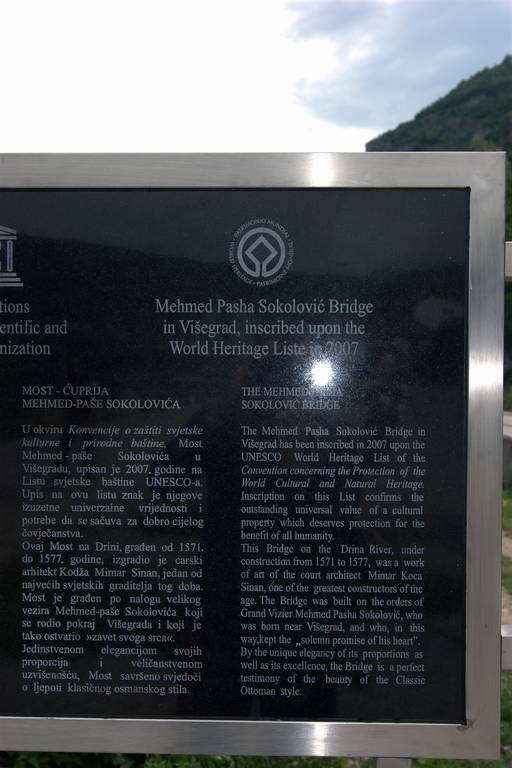 PATRIMONIO MUNDIAL
WORLD HERITAGE • PATRIMOINE MONDIAL
tions
entific and
nization
Mehmed Pasha Sokolović Bridge
in Višegrad, inscribed upon the
World Heritage Liste in 2007
MOST - ĆUPRIJA
MEHMED-PAŠE SOKOLOVIĆA
U okviru Konvencije o zaštiti svjetske
kulturne i prirodne baštine, Most
Mehmed - paše Sokolovića u
Višegradu, upisan je 2007. godine na
Listu svjetske baštine UNESCO-a.
Upis na ovu listu znak je njegove
izuzetne univerzalne vrijednosti i
potrebe da se sačuva za dobro cijelog
čovječanstva.
Ovaj Most na Drini, građen od 1571.
do 1577. godine, izgradio je carski
arhitekt Kodža Mimar Sinan, jedan od
najvećih svjetskih graditelja tog doba.
Most je građen po nalogu velikog
vezira Mehmed-paše Sokolovića koji
se rodio pokraj Višegrada i koji je
tako ostvario »zavet svoga srca«.
Jedinstvenom elegancijom svojih
proporcija i veličanstvenom
uzvišenošću, Most savršeno svjedoči
o ljepoti klasičnog osmanskog stila.
THE MEHMED PASHA
SOKOLOVIĆ BRIDGE
The Mehmed Pasha Sokolović Bridge in
Višegrad has been inscribed in 2007 upon the
UNESCO World Heritage List of the
Convention concerning the Protection of the
World Cultural and Natural Heritage.
Inscription on this List confirms the
outstanding universal value of a cultural
property which deserves protection for the
benefit of all humanity.
This Bridge on the Drina River, under
construction from 1571 to 1577, was a work
of art of the court architect Mimar Koca
Sinan, one of the greatest constructors of the
age. The Bridge was built on the orders of
Grand Vizier Mehmed Pasha Sokolović, who
was born near Višegrad, and who, in this
way,kept the „solemn promise of his heart".
By the unique elegancy of its proportions as
well as its excellence, the Bridge is a perfect
testimony of the beauty of the Classic
Ottoman style.